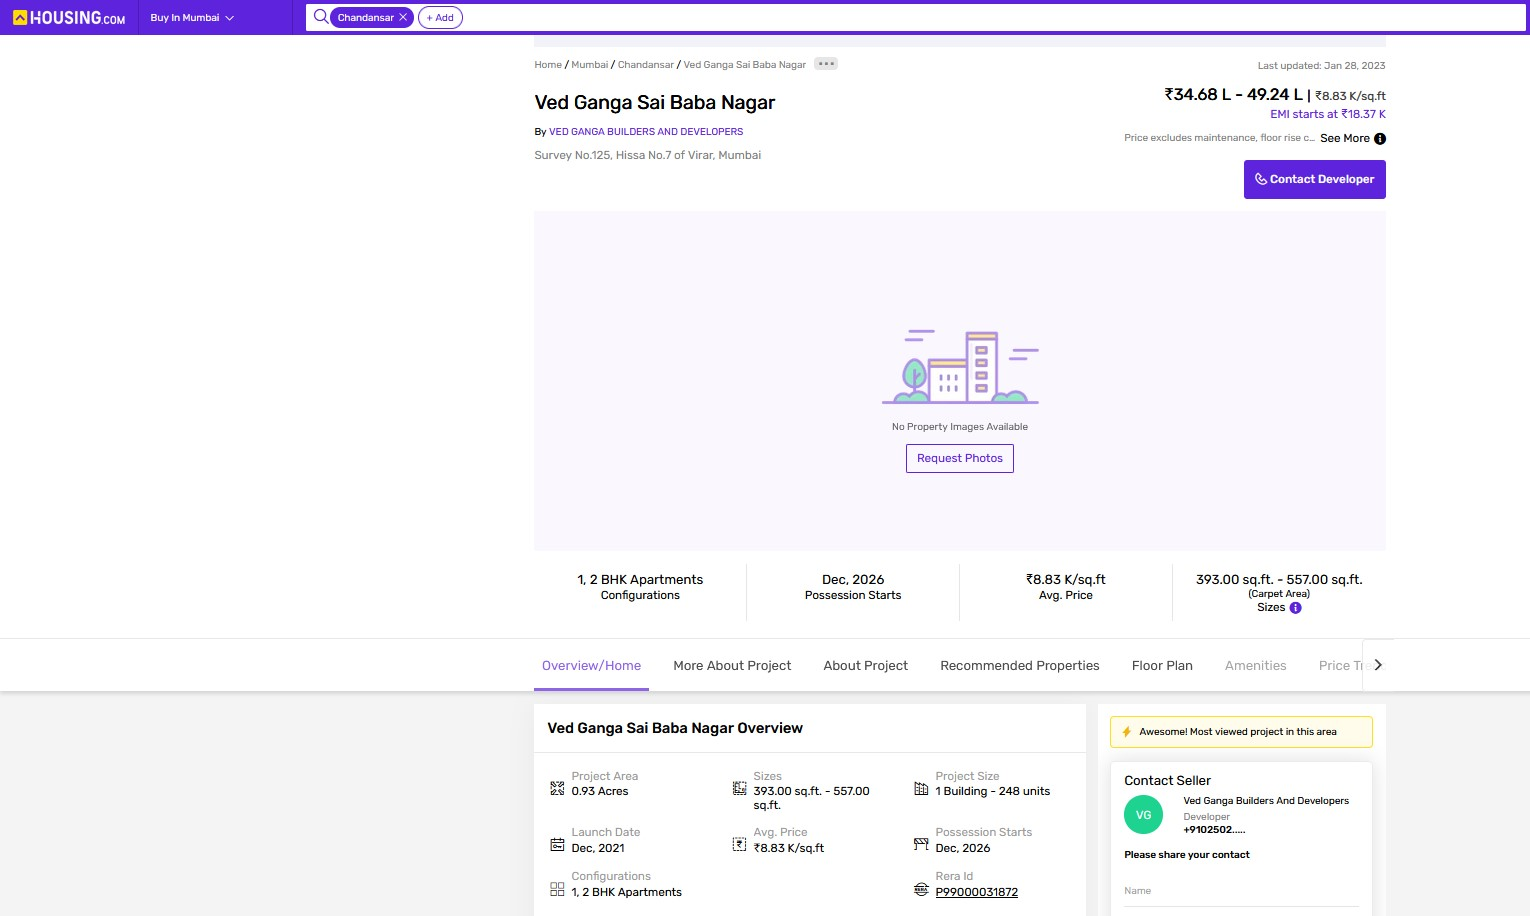 HOUSING.COM
Buy In Mumbai
Chandansar
+ Add
Home / Mumbai / Chandansar / Ved Ganga Sai Baba Nagar
Last updated: Jan 28, 2023
Ved Ganga Sai Baba Nagar
₹34.68 L - 49.24 L | ₹8.83 K/sq.ft
EMI starts at ₹18.37 K
By VED GANGA BUILDERS AND DEVELOPERS
Price excludes maintenance, floor rise c... See More
Survey No.125, Hissa No.7 of Virar, Mumbai
Contact Developer
No Property Images Available
Request Photos
1, 2 BHK Apartments
Configurations
Dec, 2026
Possession Starts
₹8.83 K/sq.ft
Avg. Price
393.00 sq.ft. - 557.00 sq.ft.
(Carpet Area)
Sizes
Overview/Home More About Project About Project Recommended Properties Floor Plan Amenities Price Tre
Ved Ganga Sai Baba Nagar Overview
Project Area
0.93 Acres
Sizes
393.00 sq.ft. - 557.00
sq.ft.
Project Size
1 Building - 248 units
Launch Date
Dec, 2021
Avg. Price
₹8.83 K/sq.ft
Possession Starts
Dec, 2026
Configurations
1, 2 BHK Apartments
Rera Id
P99000031872
Awesome! Most viewed project in this area
Contact Seller
VG
Ved Ganga Builders And Developers
Developer
+9102502.....
Please share your contact
Name